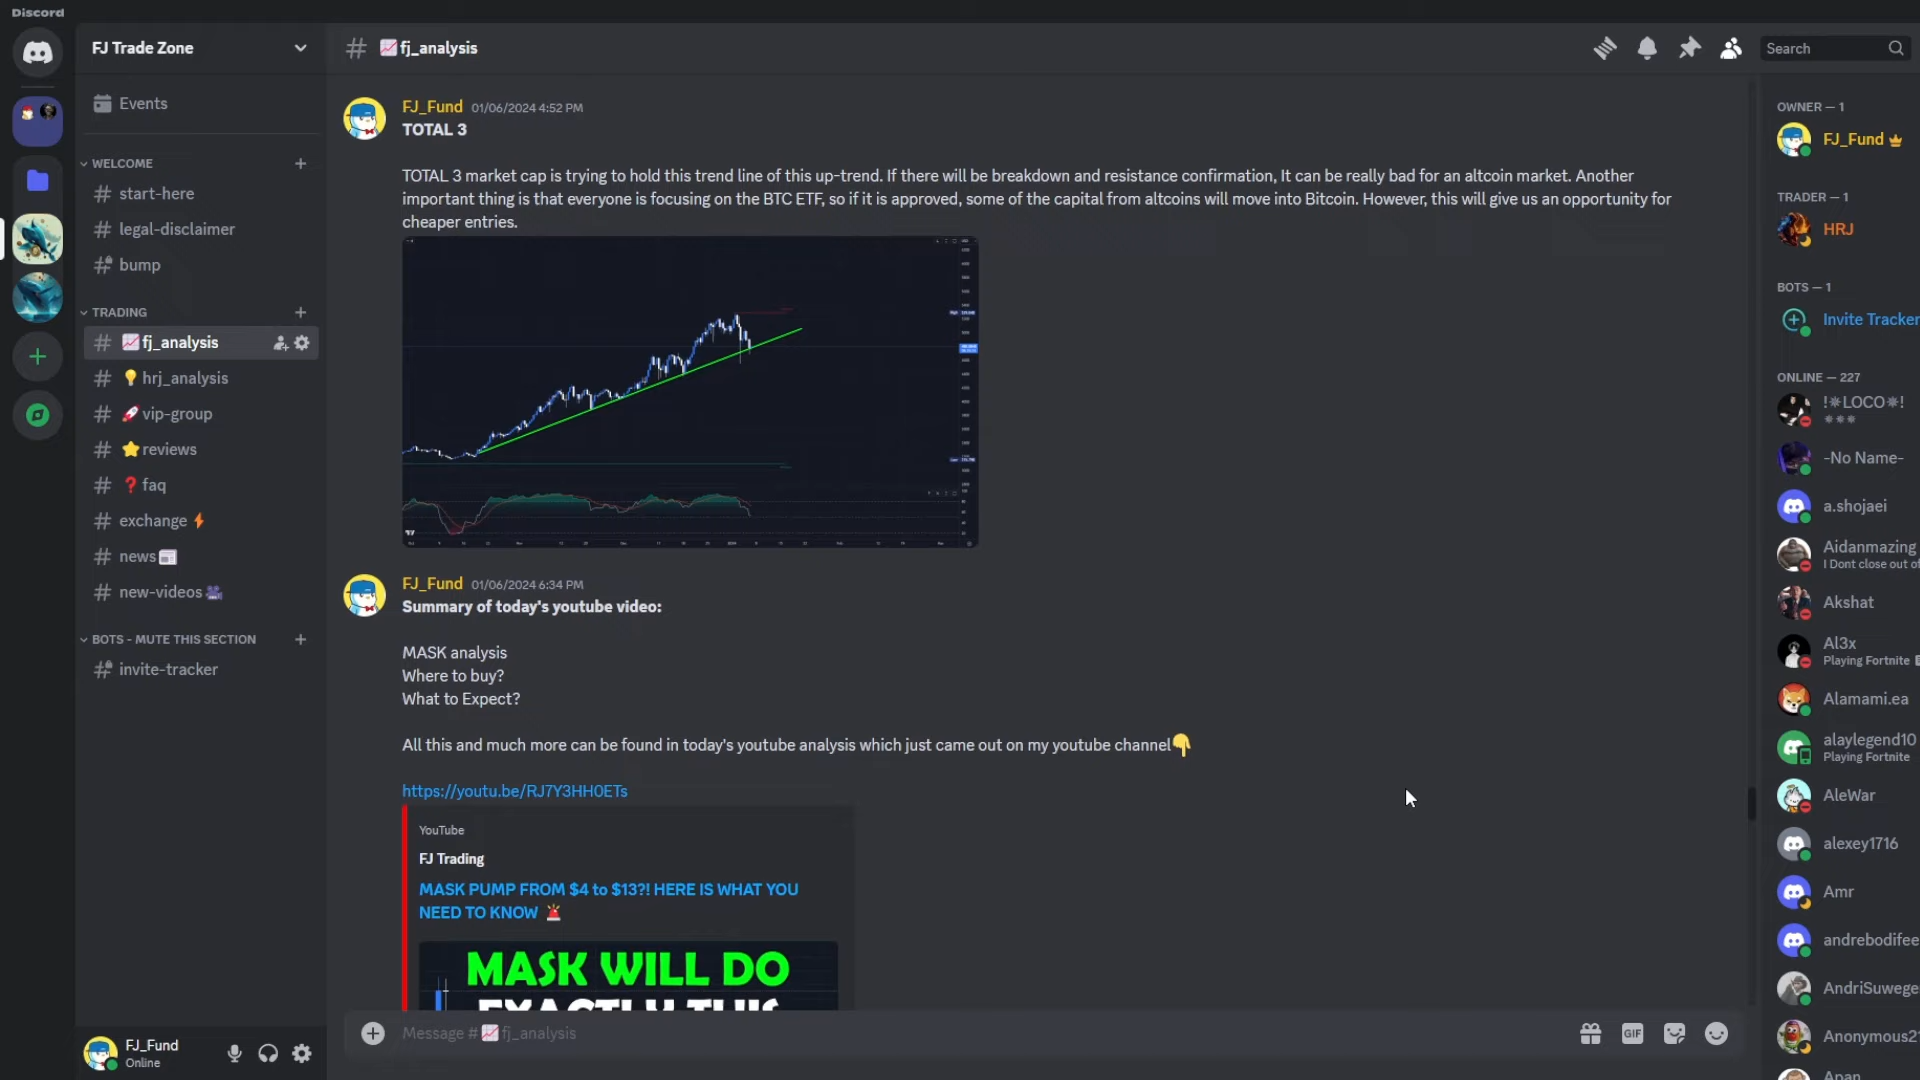 Discord
FJ Trade Zone
Events
WELCOME
start-here
legal-disclaimer
bump
TRADING
fj_analysis
hrj_analysis
vip-group
reviews
faq
exchange
news
new-videos
BOTS - MUTE THIS SECTION
invite-tracker
FJ_Fund
Online
fj_analysis
Search
FJ_Fund 01/06/2024 4:52 PM
TOTAL 3
TOTAL 3 market cap is trying to hold this trend line of this up-trend. If there will be breakdown and resistance confirmation, It can be really bad for an altcoin market. Another
important thing is that everyone is focusing on the BTC ETF, so if it is approved, some of the capital from altcoins will move into Bitcoin. However, this will give us an opportunity for
cheaper entries.
FJ_Fund 01/06/2024 6:34 PM
Summary of today's youtube video:
MASK analysis
Where to buy?
What to Expect?
All this and much more can be found in today's youtube analysis which just came out on my youtube channel
https://youtu.be/RJ7Y3HH0ETs
YouTube
FJ Trading
MASK PUMP FROM $4 to $13?! HERE IS WHAT YOU
NEED TO KNOW
MASK WILL DO
EXACTLY THIS
Message # fj_analysis
GIF
OWNER — 1
FJ_Fund
TRADER — 1
HRJ
BOTS — 1
Invite Tracker
ONLINE — 227
!✵LOCO✵!
✵✵✵
-No Name-
a.shojaei
Aidanmazing
I Dont close out of
Akshat
Al3x
Playing Fortnite
Alamami.ea
alaylegend10
Playing Fortnite
AleWar
alexey1716
Amr
andrebodifee
AndriSuwege
Anonymous2
Apan